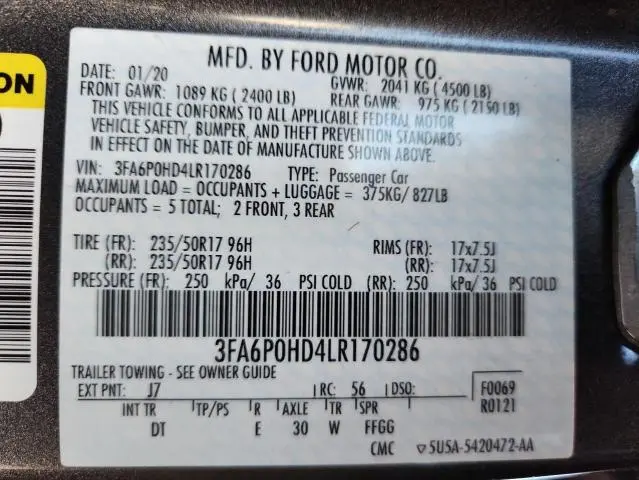 ON
MFD. BY FORD MOTOR CO.
DATE: 01/20 GVWR: 2041 KG ( 4500 LB)
FRONT GAWR: 1089 KG ( 2400 LB) REAR GAWR: 975 KG ( 2150 LB)
THIS VEHICLE CONFORMS TO ALL APPLICABLE FEDERAL MOTOR
VEHICLE SAFETY, BUMPER, AND THEFT PREVENTION STANDARDS
IN EFFECT ON THE DATE OF MANUFACTURE SHOWN ABOVE.
VIN: 3FA6P0HD4LR170286 TYPE: Passenger Car
MAXIMUM LOAD = OCCUPANTS + LUGGAGE = 375KG/ 827LB
OCCUPANTS = 5 TOTAL; 2 FRONT, 3 REAR
TIRE (FR): 235/50R17 96H RIMS (FR): 17x7.5J
(RR): 235/50R17 96H (RR): 17x7.5J
PRESSURE (FR): 250 kPa/ 36 PSI COLD (RR): 250 kPa/ 36 PSI COLD
3FA6P0HD4LR170286
TRAILER TOWING - SEE OWNER GUIDE
EXT PNT: J7 RC: 56 DSO: F0069
INT TR TP/PS R AXLE TR SPR R0121
DT E 30 W FFGG
CMC ▽5U5A-5420472-AA